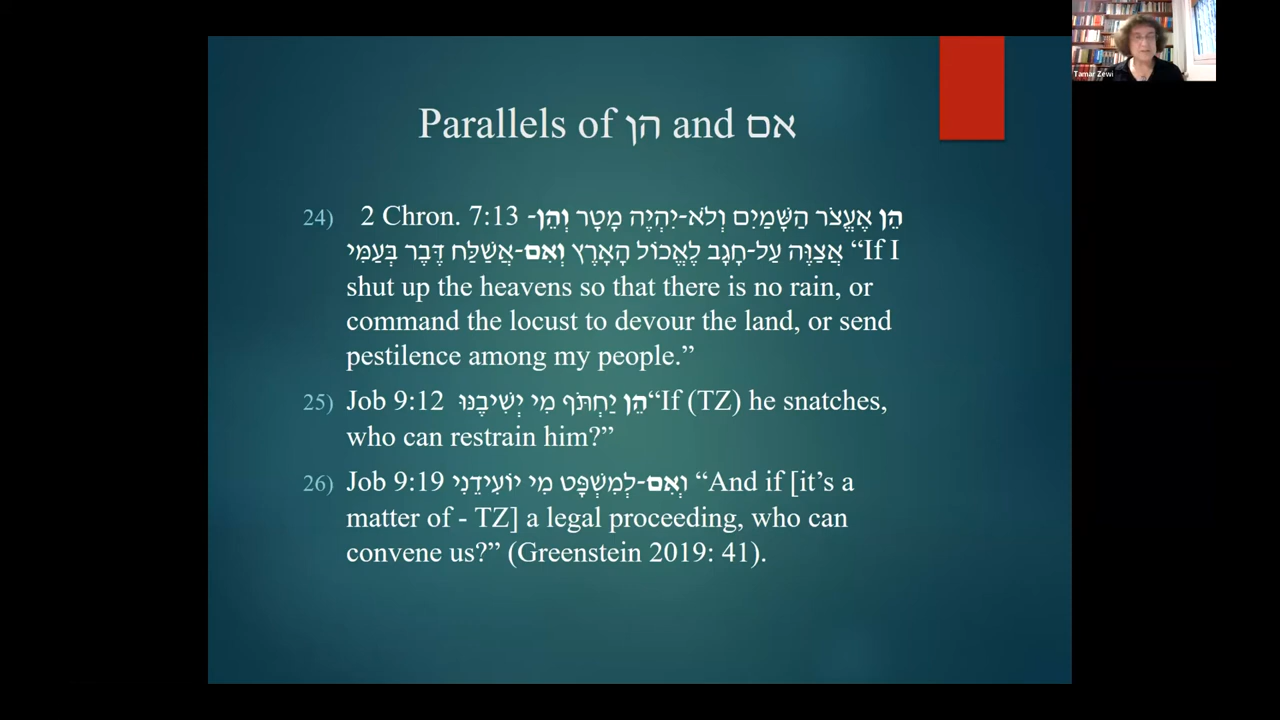 Parallels of הן and אם
24) 2 Chron. 7:13 הֵן אֶעֱצֹר הַשָּׁמַיִם וְלֹא-יִהְיֶה מָטָר וְהֵן-
אֲצַוֶּה עַל-חָגָב לֶאֱכוֹל הָאָרֶץ וְאִם-אֲשַׁלַּח דֶּבֶר בְּעַמִּי “If I
shut up the heavens so that there is no rain, or
command the locust to devour the land, or send
pestilence among my people.”
25) Job 9:12 הֵן יַחְתֹּף מִי יְשִׁיבֶנּוּ “If (TZ) he snatches,
who can restrain him?”
26) Job 9:19 וְאִם-לְמִשְׁפָּט מִי יוֹעִידֵנִי “And if [it’s a
matter of - TZ] a legal proceeding, who can
convene us?” (Greenstein 2019: 41).
Tamar Zewi